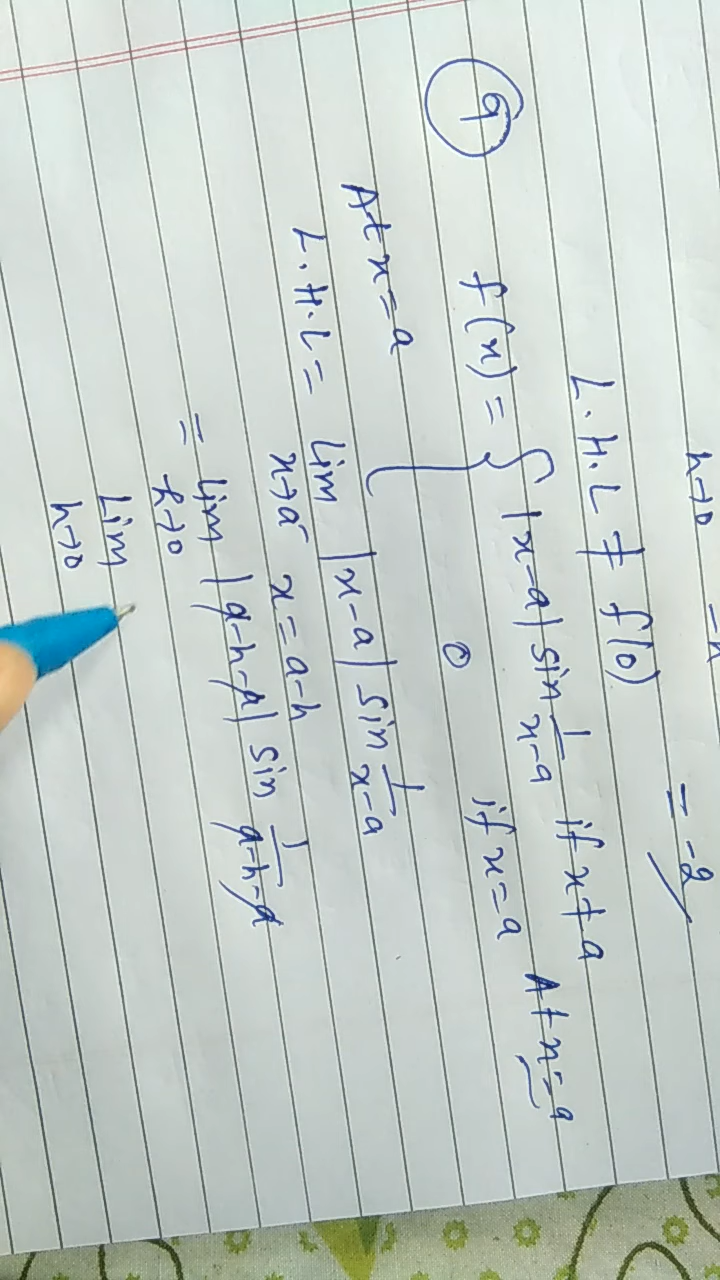 h→0 -h = -2
L.H.L ≠ f(0)
9 f(x) = { |x-a| sin 1/x-a if x≠a At x=a
0 if x=a
At x=a
L.H.L = Lim x→a⁻ |x-a| sin 1/x-a
x=a-h
= Lim h→0 |a-h-a| sin 1/a-h-a
Lim h→0